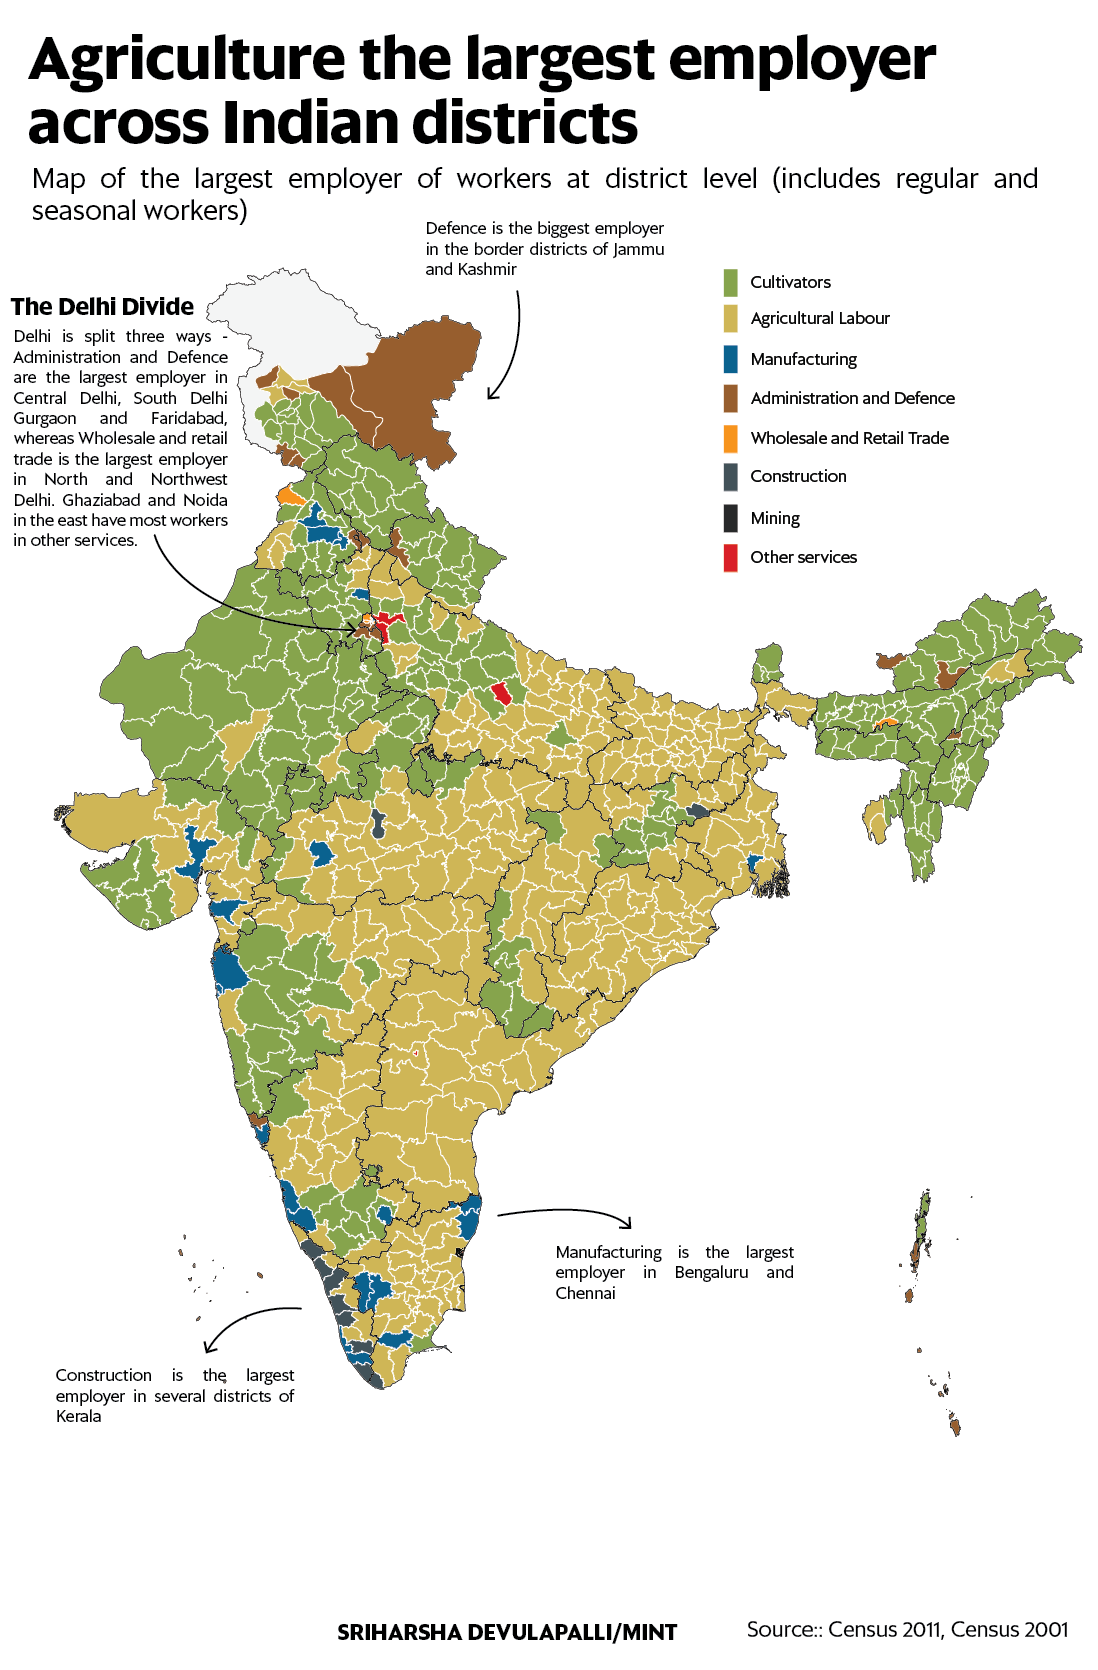 Agriculture the largest employer
across Indian districts
Map of the largest employer of workers at district level (includes regular and
seasonal workers)
Defence is the biggest employer
in the border districts of Jammu
and Kashmir
The Delhi Divide
Delhi is split three ways -
Administration and Defence
are the largest employer in
Central Delhi, South Delhi
Gurgaon and Faridabad,
whereas Wholesale and retail
trade is the largest employer
in North and Northwest
Delhi. Ghaziabad and Noida
in the east have most workers
in other services.
Cultivators
Agricultural Labour
Manufacturing
Administration and Defence
Wholesale and Retail Trade
Construction
Mining
Other services
Manufacturing is the largest
employer in Bengaluru and
Chennai
Construction is the largest
employer in several districts of
Kerala
SRIHARSHA DEVULAPALLI/MINT
Source:: Census 2011, Census 2001